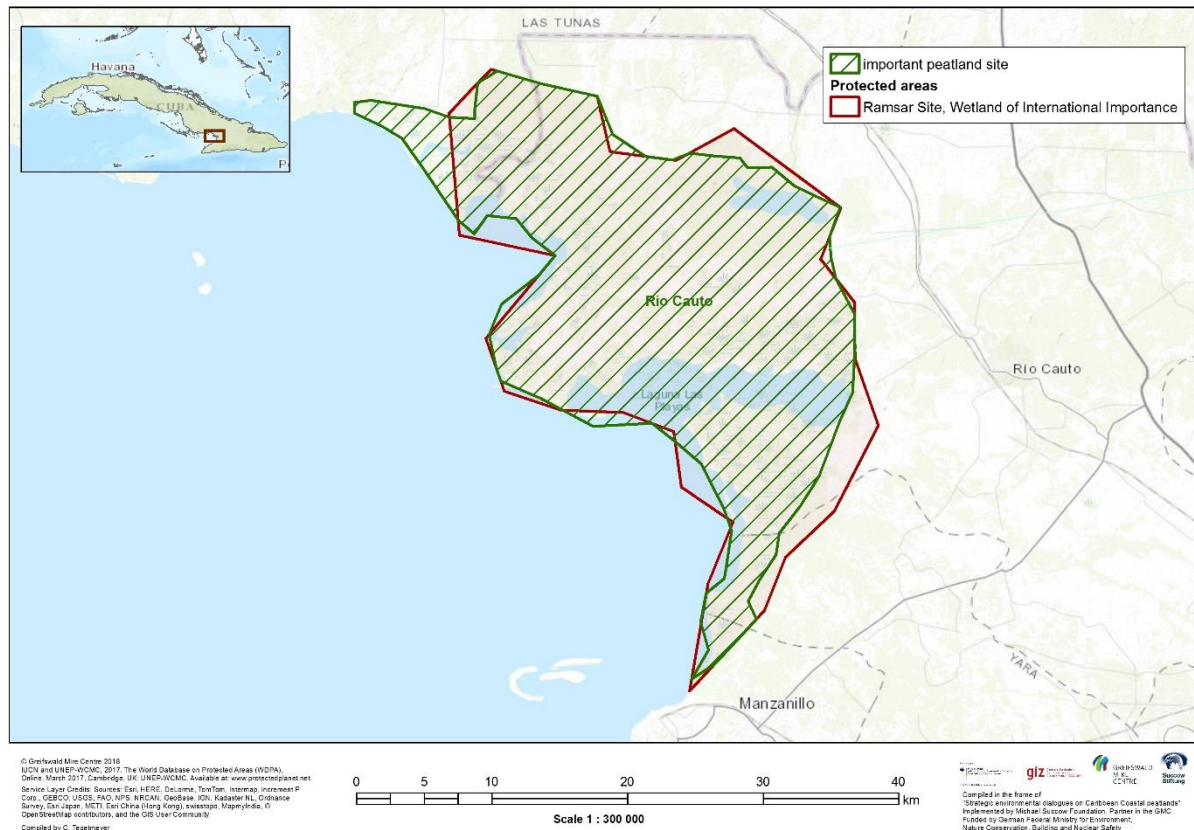 LAS TUNAS
Havana
CUBA
important peatland site
Protected areas
Ramsar Site, Wetland of International Importance
Rio Cauto
Río Cauto
Laguna Las
Playas
YARA
Manzanillo
© Greifswald Mire Centre 2018
IUCN and UNEP-WCMC, 2017. The World Database on Protected Areas (WDPA),
Online, March 2017, Cambridge, UK: UNEP-WCMC. Available at: www.protectedplanet.net.
Service Layer Credits: Sources: Esri, HERE, DeLorme, TomTom, Intermap, increment P
Corp., GEBCO, USGS, FAO, NPS, NRCAN, GeoBase, IGN, Kadaster NL, Ordnance
Survey, Esri Japan, METI, Esri China (Hong Kong), swisstopo, MapmyIndia, ©
OpenStreetMap contributors, and the GIS User Community
Compiled by C. Tegetmeyer
0 5 10 20 30 40
km
Scale 1 : 300 000
giz
GREIFSWALD
MIRE
CENTRE
Succow
Stiftung
Compiled in the frame of
"Strategic environmental dialogues on Caribbean Coastal peatlands"
Implemented by Michael Succow Foundation, Partner in the GMC
Funded by German Federal Ministry for Environment,
Nature Conservation, Building and Nuclear Safety